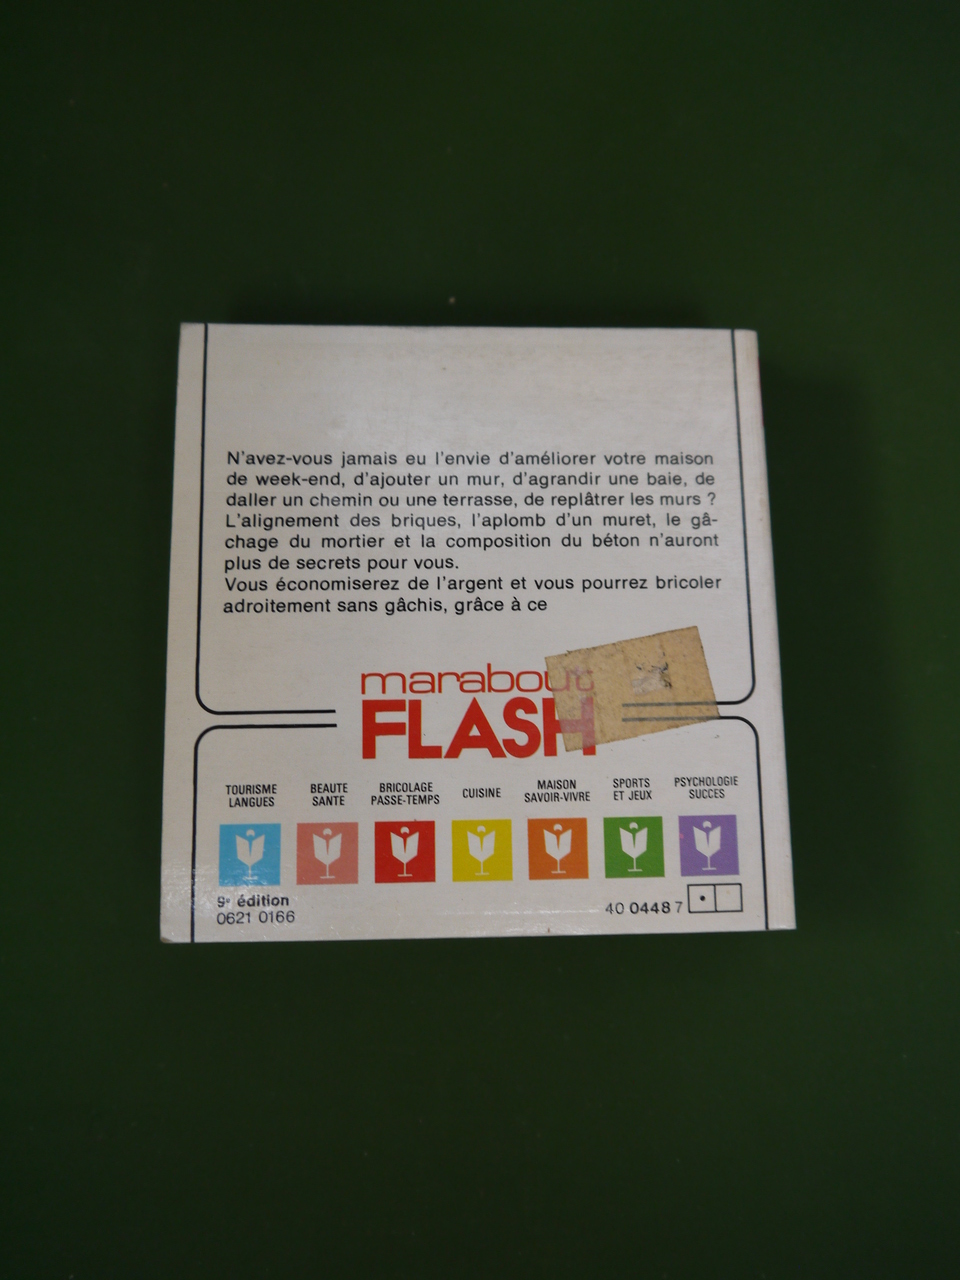 N'avez-vous jamais eu l'envie d'améliorer votre maison
de week-end, d'ajouter un mur, d'agrandir une baie, de
daller un chemin ou une terrasse, de replâtrer les murs ?
L'alignement des briques, l'aplomb d'un muret, le gâ-
chage du mortier et la composition du béton n'auront
plus de secrets pour vous.
Vous économiserez de l'argent et vous pourrez bricoler
adroitement sans gâchis, grâce à ce
marabout
FLASH
TOURISME LANGUES
BEAUTE SANTE
BRICOLAGE PASSE-TEMPS
CUISINE
MAISON SAVOIR-VIVRE
SPORTS ET JEUX
PSYCHOLOGIE SUCCES
9e édition
0621 0166
40 0448 7